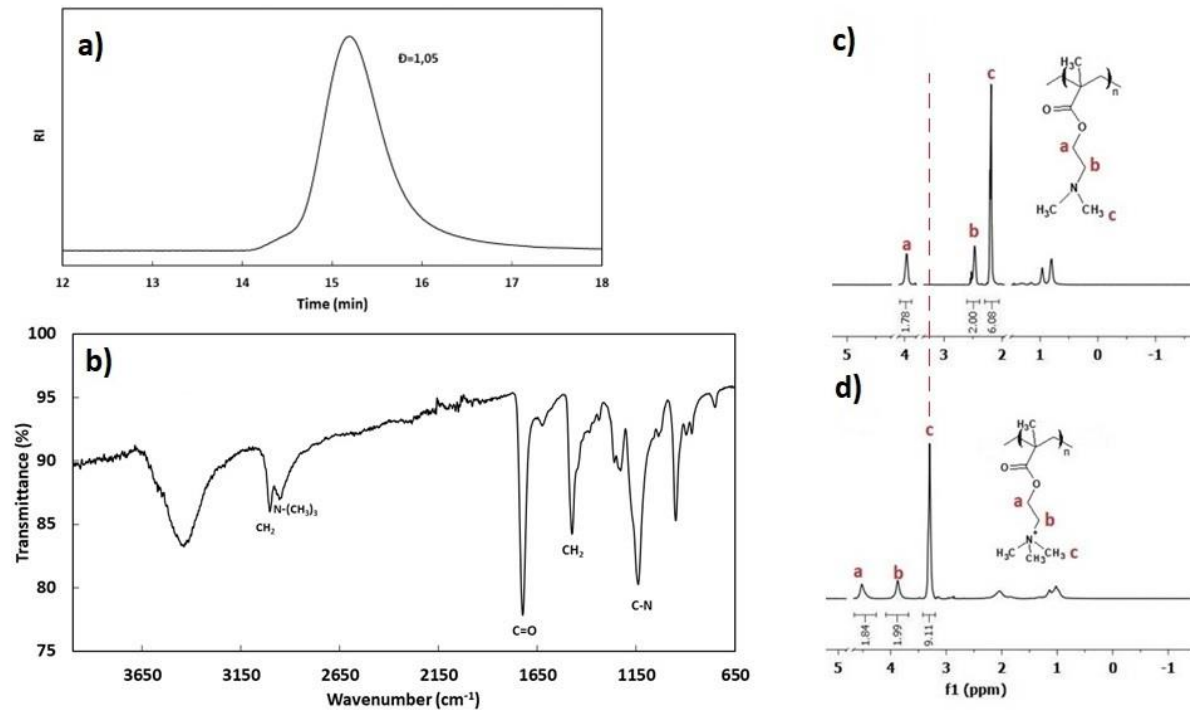 a)
Đ=1,05
RI
12 13 14 15 16 17 18
Time (min)
b)
100
95
90
85
80
75
Transmittance (%)
CH2
N-(CH3)3
C=O
CH2
C-N
3650 3150 2650 2150 1650 1150 650
Wavenumber (cm-1)
c)
c
b
a
H3C
n
O
O
a
b
N
H3C CH3 c
1.78
2.00
6.08
5 4 3 2 1 0 -1
d)
c
a
b
H3C
n
O
O
a
b
N+
H3C CH3 CH3 c
1.84
1.99
9.11
5 4 3 2 1 0 -1
f1 (ppm)